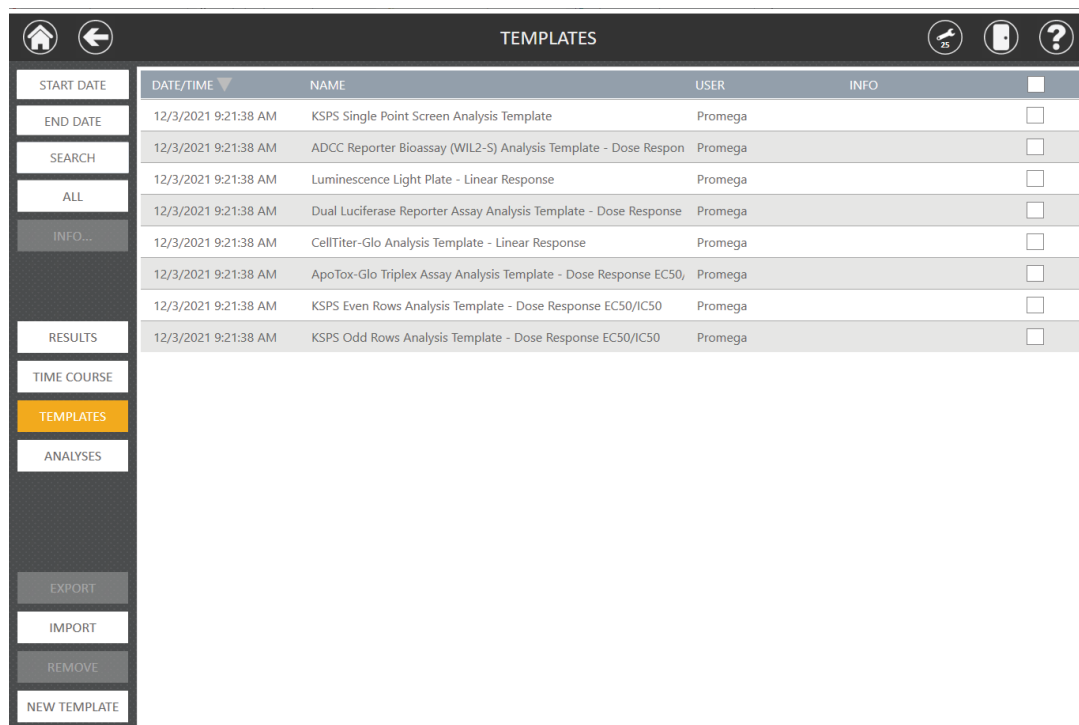 TEMPLATES
25
?
START DATE
END DATE
SEARCH
ALL
INFO...
RESULTS
TIME COURSE
TEMPLATES
ANALYSES
EXPORT
IMPORT
REMOVE
NEW TEMPLATE
DATE/TIME NAME USER INFO
12/3/2021 9:21:38 AM KSPS Single Point Screen Analysis Template Promega
12/3/2021 9:21:38 AM ADCC Reporter Bioassay (WIL2-S) Analysis Template - Dose Respon Promega
12/3/2021 9:21:38 AM Luminescence Light Plate - Linear Response Promega
12/3/2021 9:21:38 AM Dual Luciferase Reporter Assay Analysis Template - Dose Response Promega
12/3/2021 9:21:38 AM CellTiter-Glo Analysis Template - Linear Response Promega
12/3/2021 9:21:38 AM ApoTox-Glo Triplex Assay Analysis Template - Dose Response EC50/ Promega
12/3/2021 9:21:38 AM KSPS Even Rows Analysis Template - Dose Response EC50/IC50 Promega
12/3/2021 9:21:38 AM KSPS Odd Rows Analysis Template - Dose Response EC50/IC50 Promega